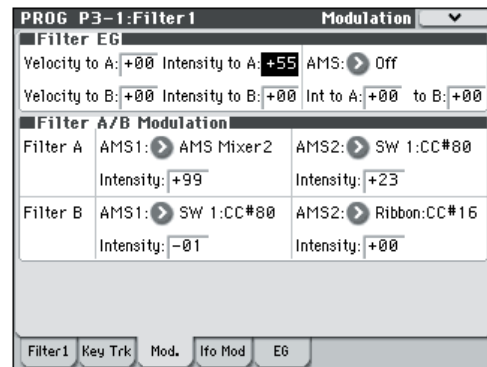 PROG P3-1:Filter1 Modulation
Filter EG
Velocity to A: +00 Intensity to A: +55 AMS: Off
Velocity to B: +00 Intensity to B: +00 Int to A: +00 to B: +00
Filter A/B Modulation
Filter A AMS1: AMS Mixer2 AMS2: SW 1:CC#80
Intensity: +99 Intensity: +23
Filter B AMS1: SW 1:CC#80 AMS2: Ribbon:CC#16
Intensity: -01 Intensity: +00
Filter1 Key Trk Mod. lfo Mod EG